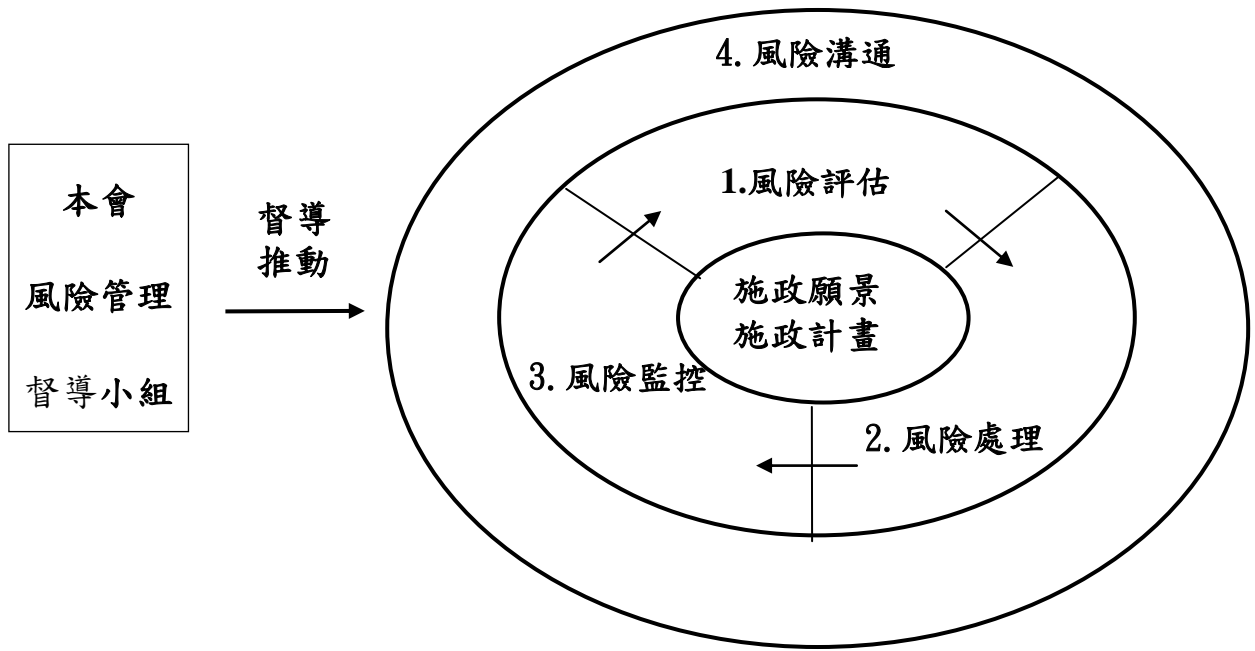 4. 風險溝通
本會
風險管理
督導小組
督導
推動
1.風險評估
施政願景
施政計畫
3. 風險監控
2. 風險處理